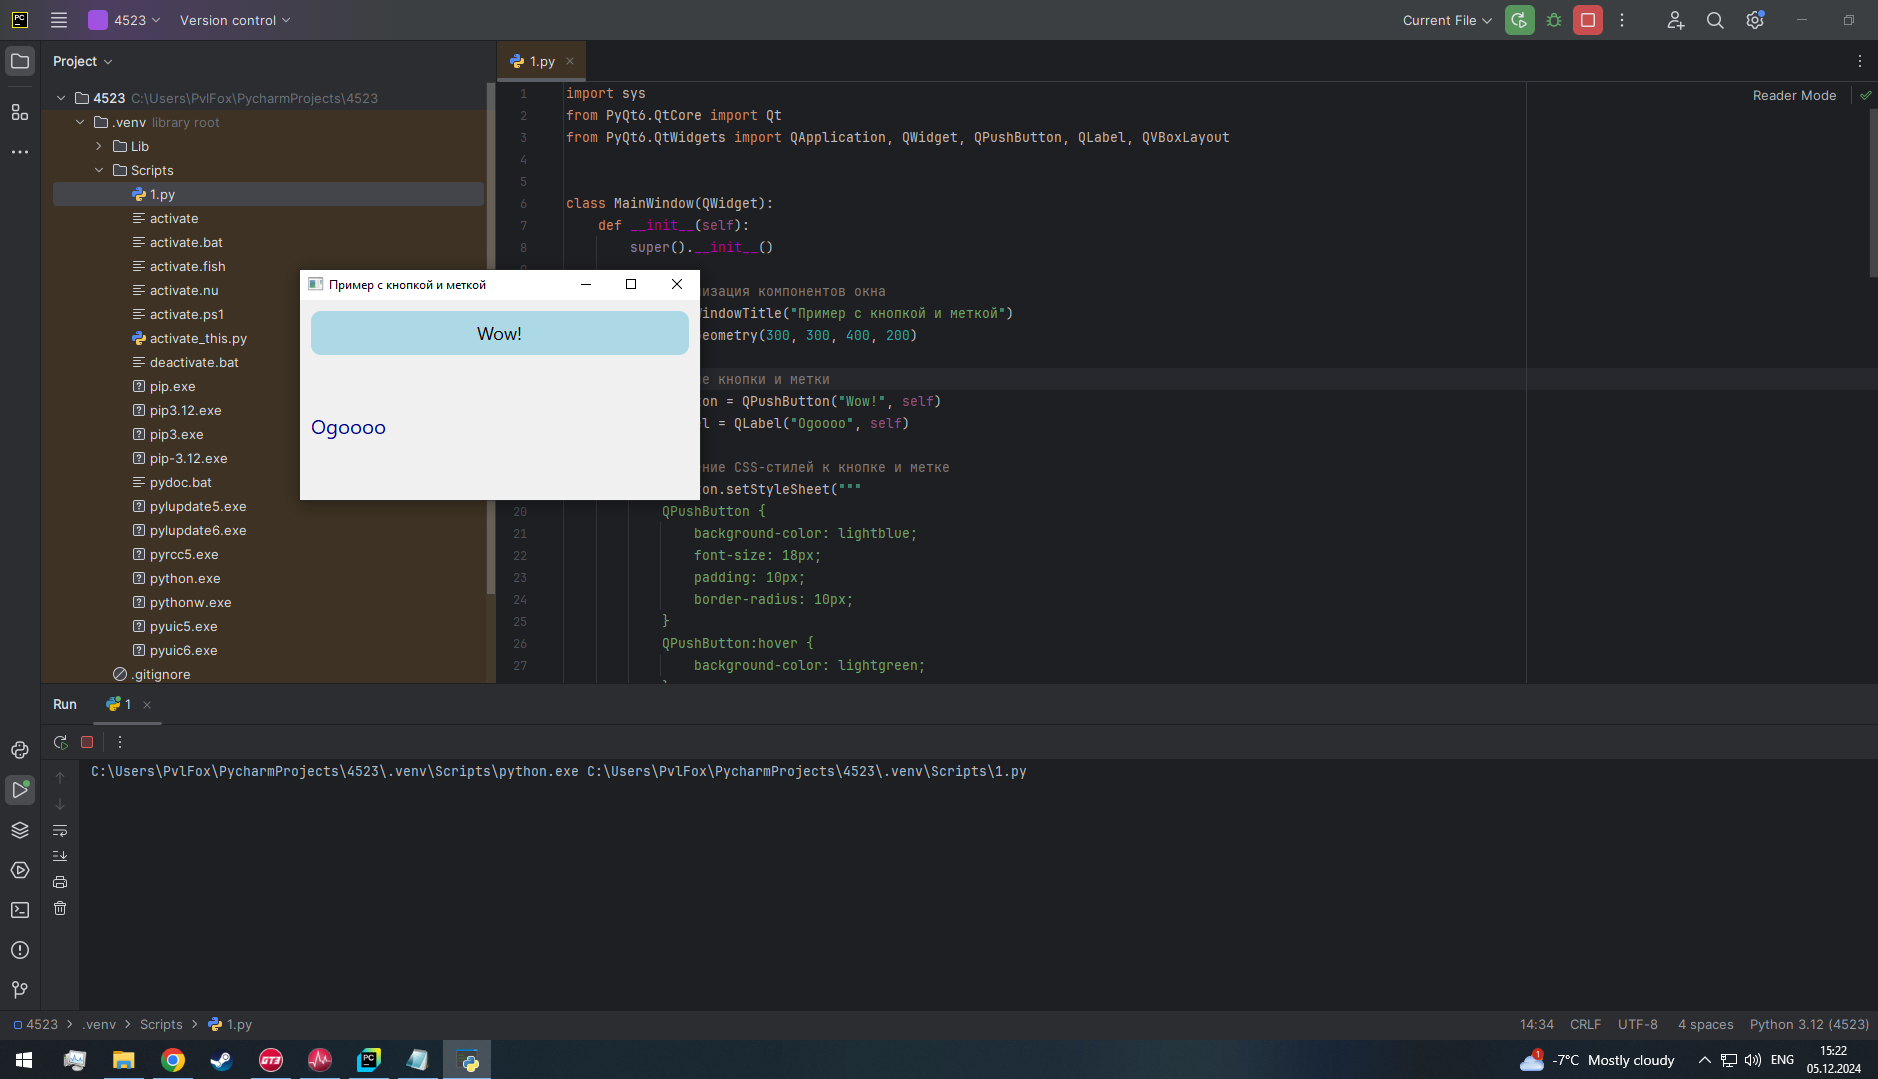 4523
Version control
Current File
Project
4523 C:\Users\PvlFox\PycharmProjects\4523
.venv library root
Lib
Scripts
1.py
activate
activate.bat
activate.fish
activate.nu
activate.ps1
activate_this.py
deactivate.bat
pip.exe
pip3.12.exe
pip3.exe
pip-3.12.exe
pydoc.bat
pylupdate5.exe
pylupdate6.exe
pyrcc5.exe
python.exe
pythonw.exe
pyuic5.exe
pyuic6.exe
.gitignore
1.py
Reader Mode
1 import sys
2 from PyQt6.QtCore import Qt
3 from PyQt6.QtWidgets import QApplication, QWidget, QPushButton, QLabel, QVBoxLayout
4
5
6 class MainWindow(QWidget):
7 def __init__(self):
8 super().__init__()
9
изация компонентов окна
indowTitle("Пример с кнопкой и меткой")
eometry(300, 300, 400, 200)
е кнопки и метки
on = QPushButton("Wow!", self)
l = QLabel("Ogoooo", self)
ние CSS-стилей к кнопке и метке
on.setStyleSheet("""
20 QPushButton {
21 background-color: lightblue;
22 font-size: 18px;
23 padding: 10px;
24 border-radius: 10px;
25 }
26 QPushButton:hover {
27 background-color: lightgreen;
Пример с кнопкой и меткой
Wow!
Ogoooo
Run
1
C:\Users\PvlFox\PycharmProjects\4523\.venv\Scripts\python.exe C:\Users\PvlFox\PycharmProjects\4523\.venv\Scripts\1.py
4523 > .venv > Scripts > 1.py
14:34 CRLF UTF-8 4 spaces Python 3.12 (4523)
GT3
PC
1
-7°C Mostly cloudy
ENG
15:22
05.12.2024